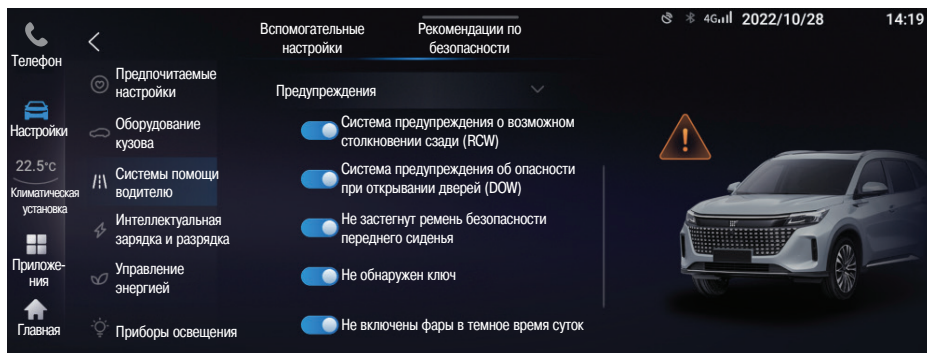 4G 2022/10/28 14:19
Телефон
Настройки
22.5°C
Климатическая
установка
Приложе-
ния
Главная
Предпочитаемые
настройки
Оборудование
кузова
Системы помощи
водителю
Интеллектуальная
зарядка и разрядка
Управление
энергией
Приборы освещения
Вспомогательные
настройки
Рекомендации по
безопасности
Предупреждения
Система предупреждения о возможном
столкновении сзади (RCW)
Система предупреждения об опасности
при открывании дверей (DOW)
Не застегнут ремень безопасности
переднего сиденья
Не обнаружен ключ
Не включены фары в темное время суток